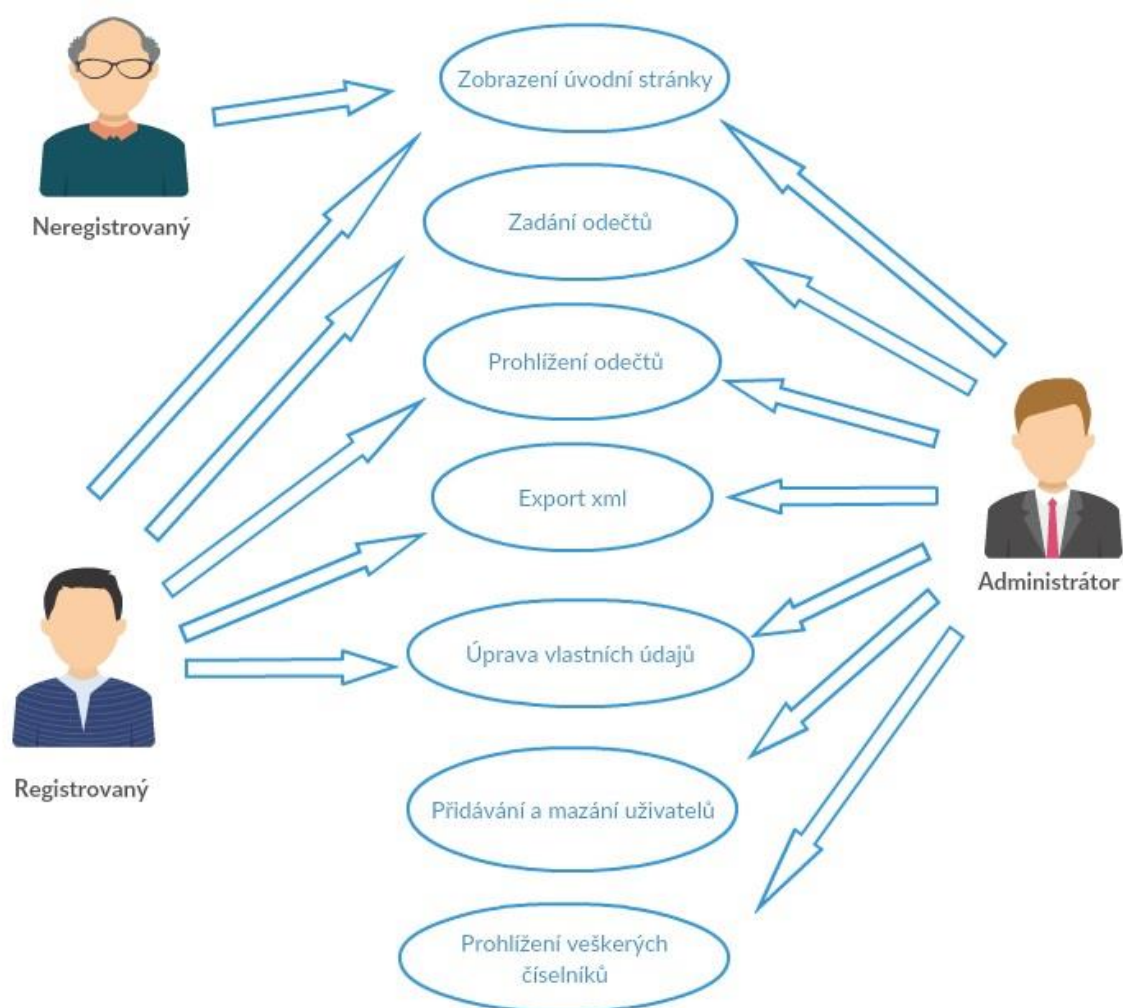 Zobrazení úvodní stránky
Neregistrovaný
Zadání odečtů
Prohlížení odečtů
Export xml
Administrátor
Úprava vlastních údajů
Registrovaný
Přidávání a mazání uživatelů
Prohlížení veškerých
číselníků